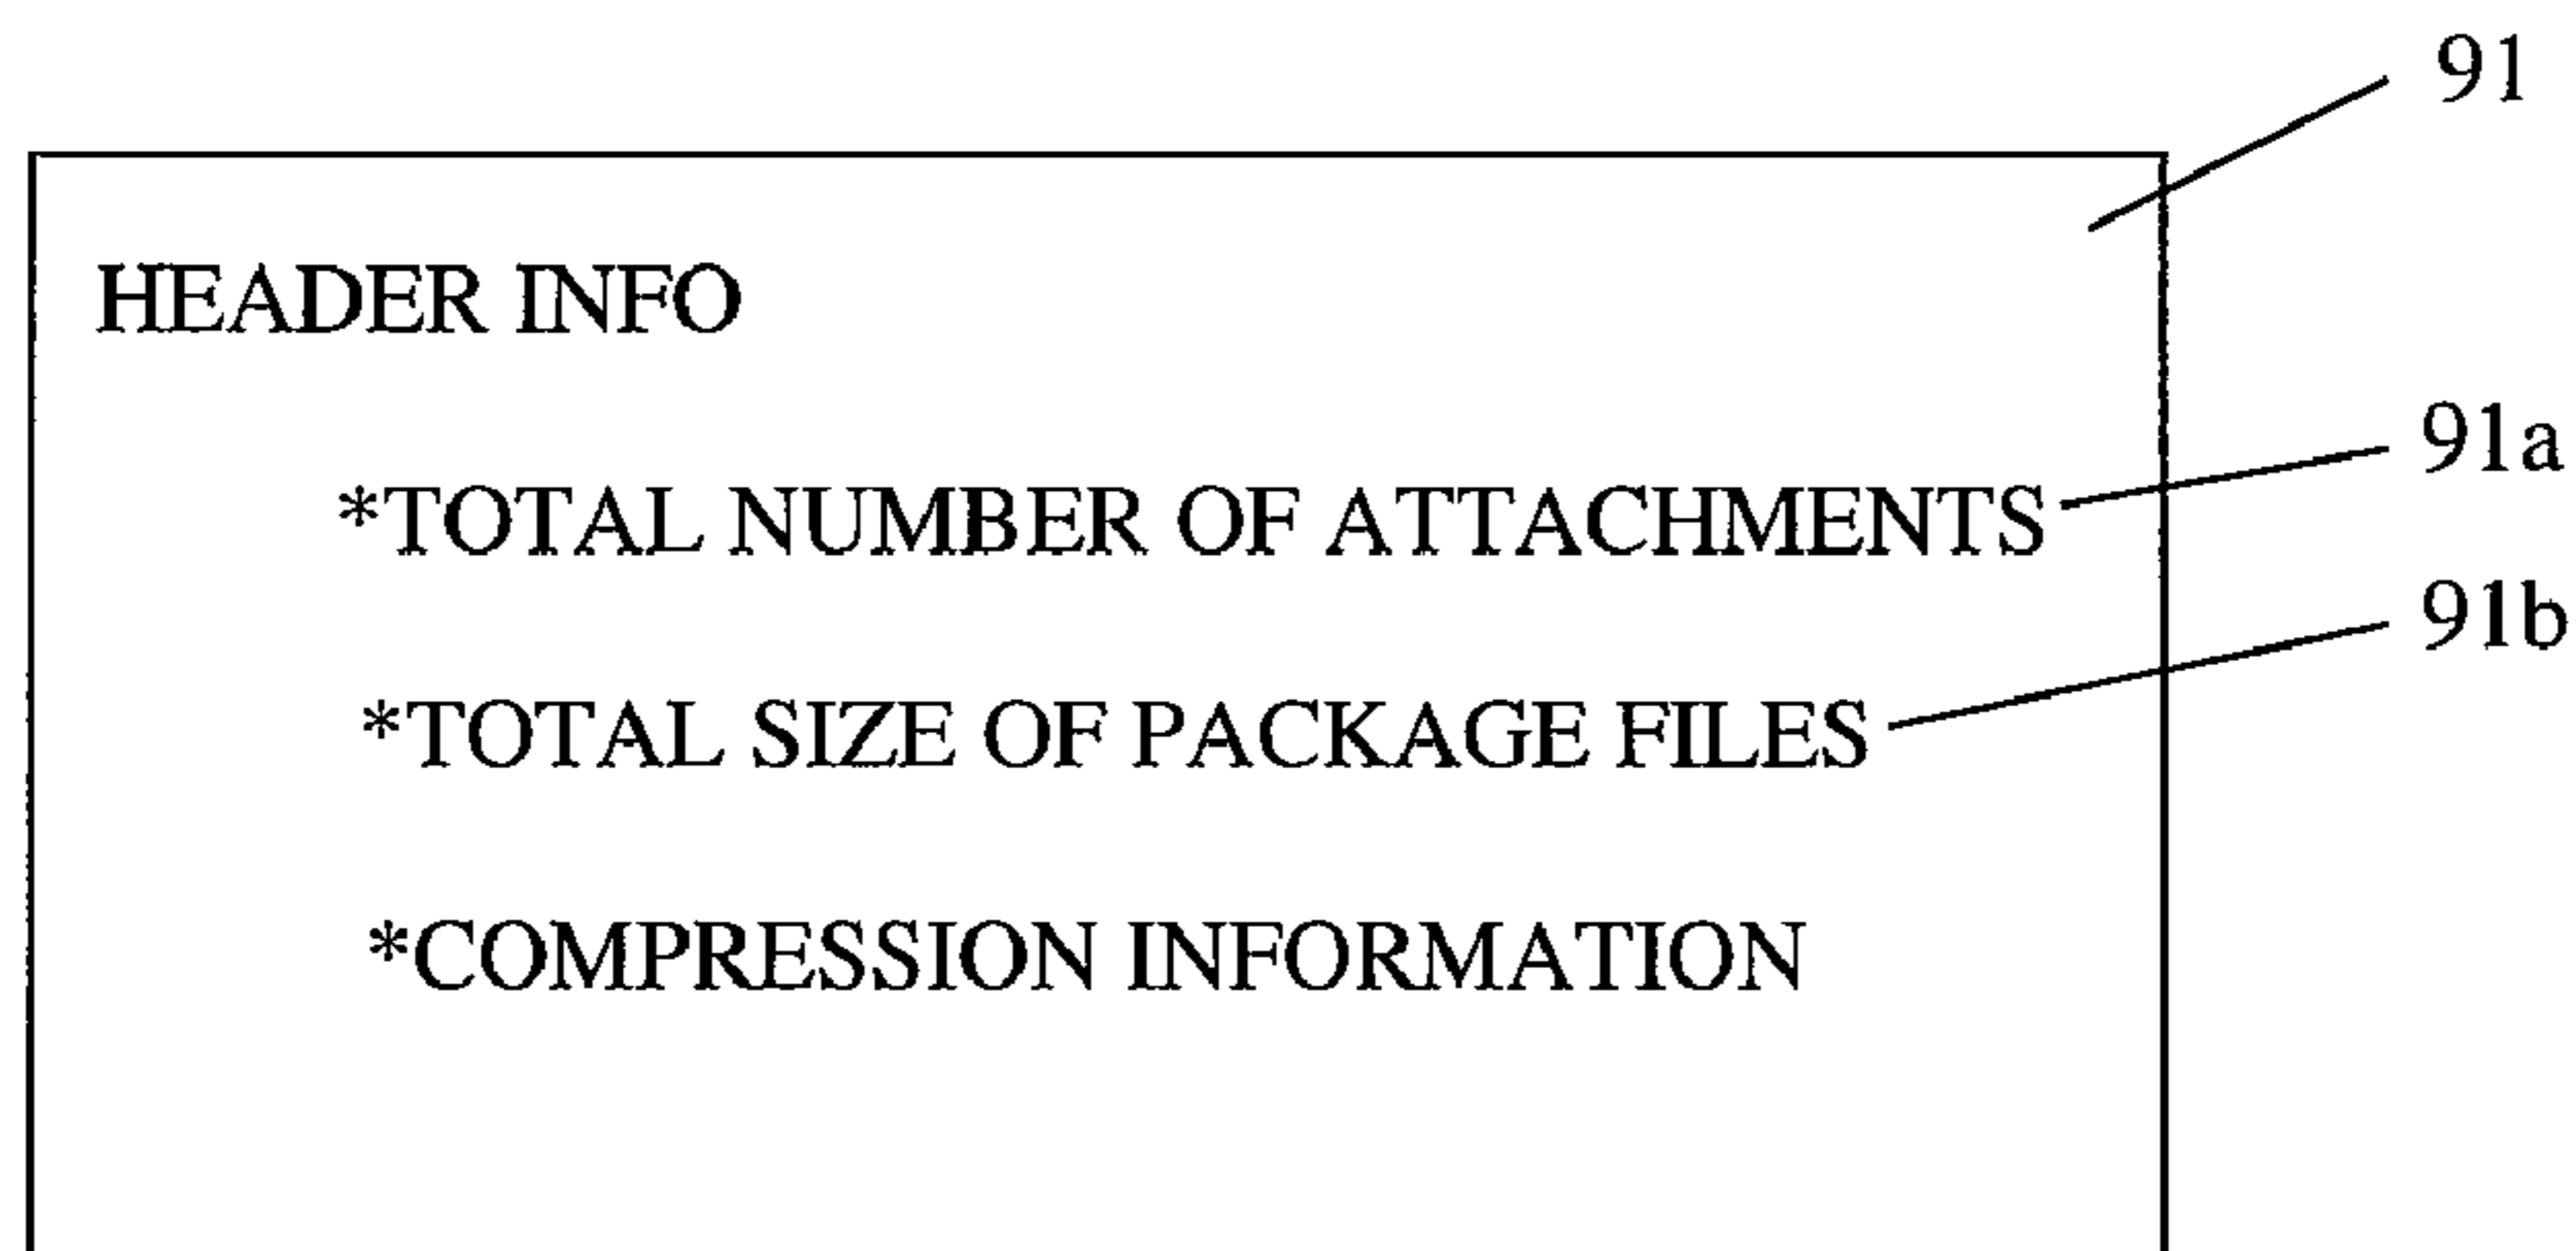 91
HEADER INFO
*TOTAL NUMBER OF ATTACHMENTS 91a
*TOTAL SIZE OF PACKAGE FILES 91b
*COMPRESSION INFORMATION